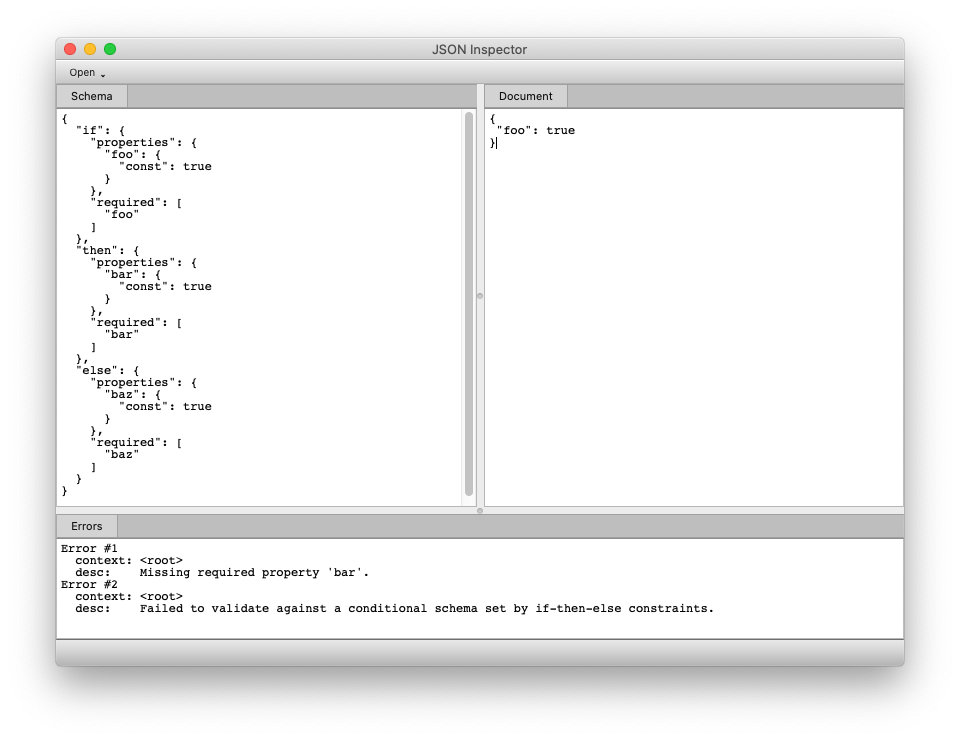 JSON Inspector
Open
Schema
{
  "if": {
    "properties": {
      "foo": {
        "const": true
      }
    },
    "required": [
      "foo"
    ]
  },
  "then": {
    "properties": {
      "bar": {
        "const": true
      }
    },
    "required": [
      "bar"
    ]
  },
  "else": {
    "properties": {
      "baz": {
        "const": true
      }
    },
    "required": [
      "baz"
    ]
  }
}
Document
{
 "foo": true
}
Errors
Error #1
  context: <root>
  desc:    Missing required property 'bar'.
Error #2
  context: <root>
  desc:    Failed to validate against a conditional schema set by if-then-else constraints.